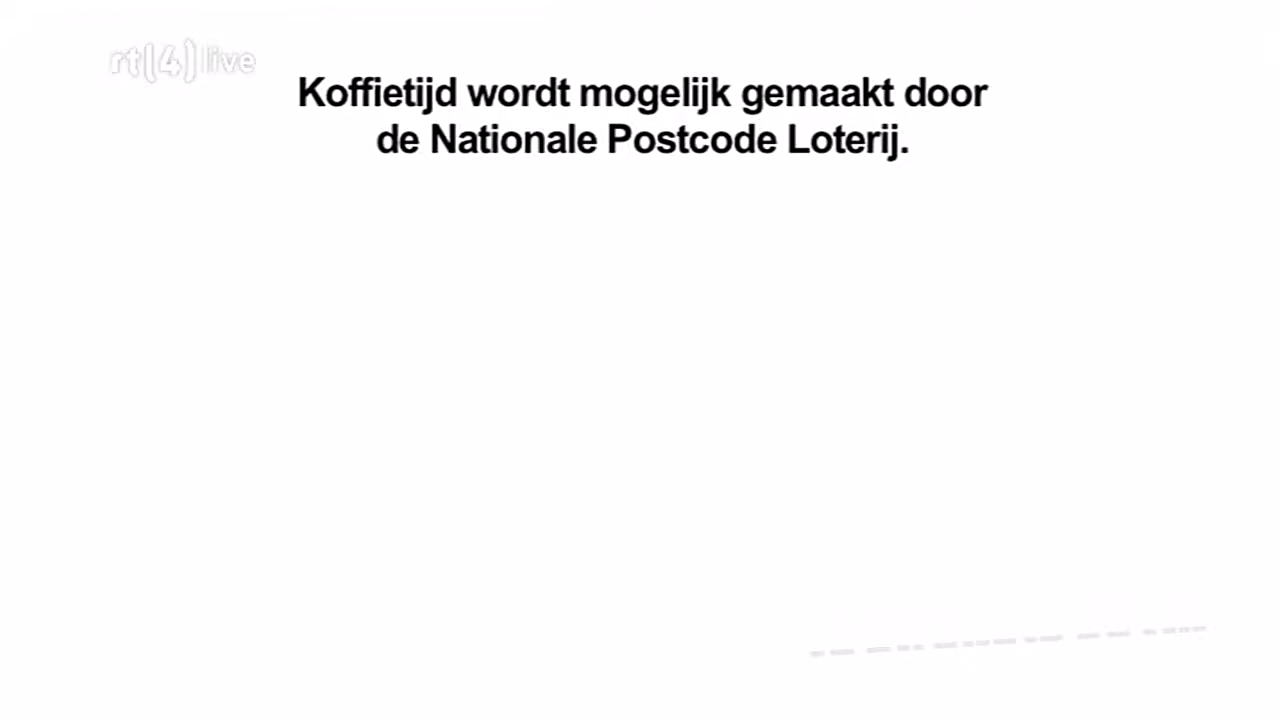 rtl4 live
Koffietijd wordt mogelijk gemaakt door
de Nationale Postcode Loterij.